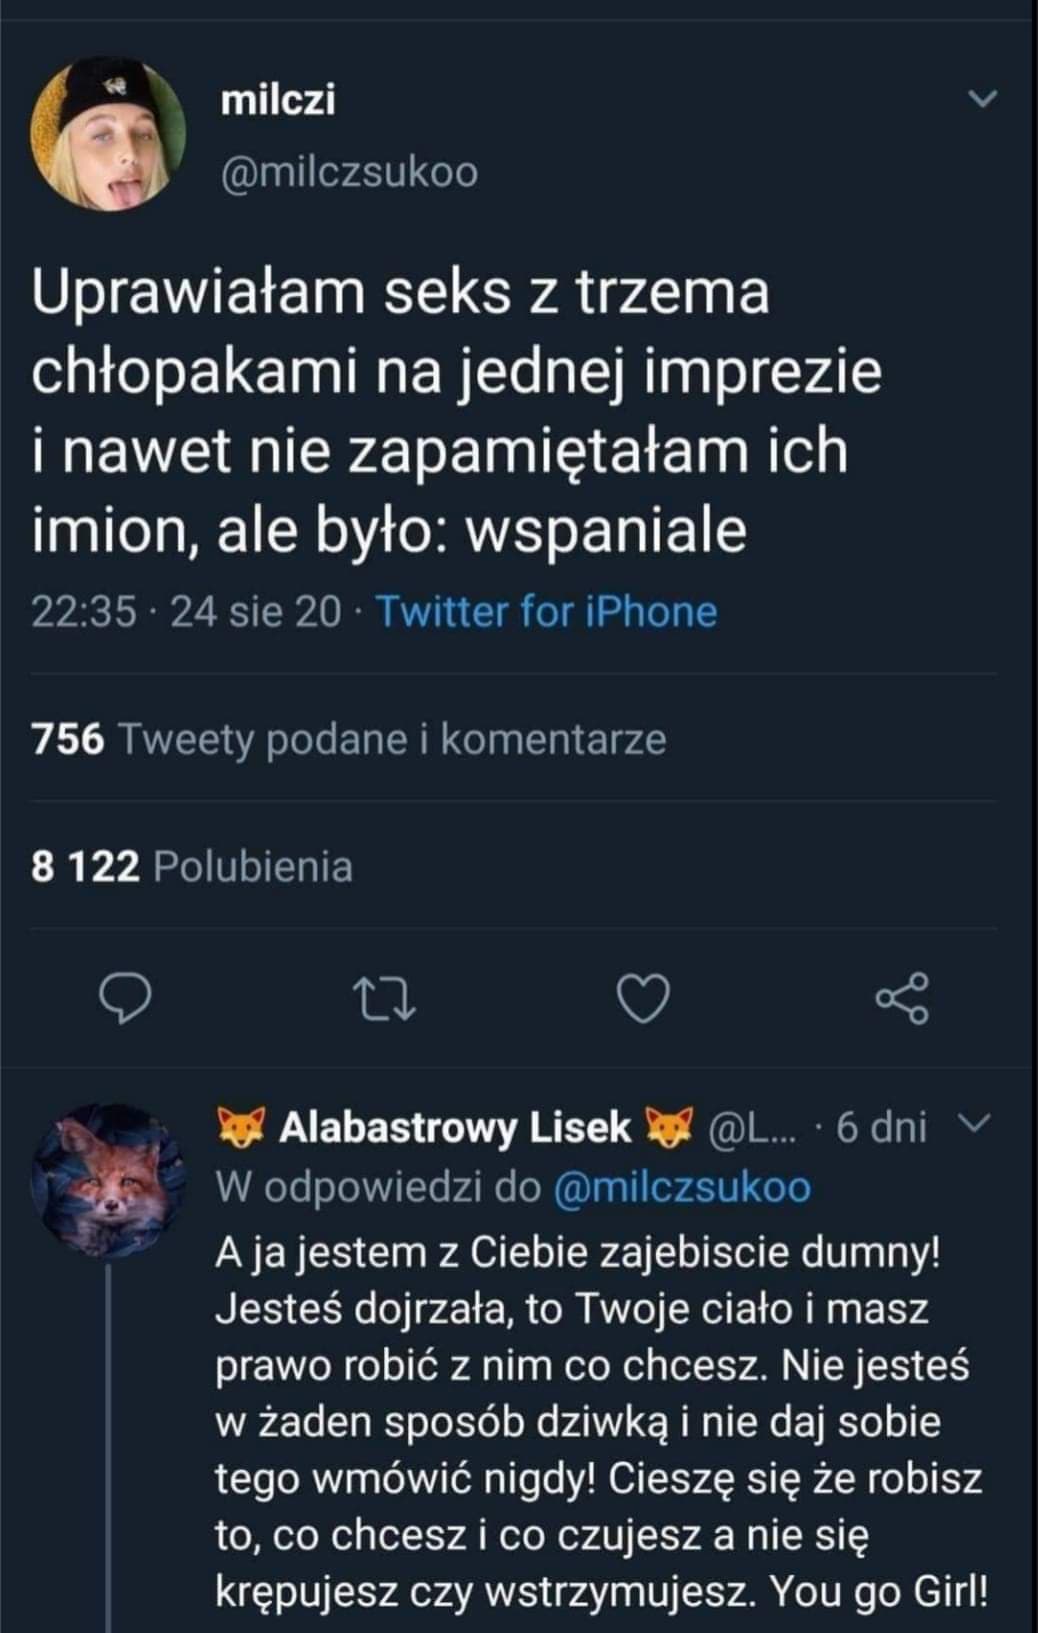 milczi
@milczsukoo
Uprawiałam seks z trzema
chłopakami na jednej imprezie
i nawet nie zapamiętałam ich
imion, ale było: wspaniale
22:35 · 24 sie 20 · Twitter for iPhone
756 Tweety podane i komentarze
8 122 Polubienia
🦊 Alabastrowy Lisek 🦊 @L... · 6 dni
W odpowiedzi do @milczsukoo
A ja jestem z Ciebie zajebiscie dumny!
Jesteś dojrzała, to Twoje ciało i masz
prawo robić z nim co chcesz. Nie jesteś
w żaden sposób dziwką i nie daj sobie
tego wmówić nigdy! Cieszę się że robisz
to, co chcesz i co czujesz a nie się
krępujesz czy wstrzymujesz. You go Girl!